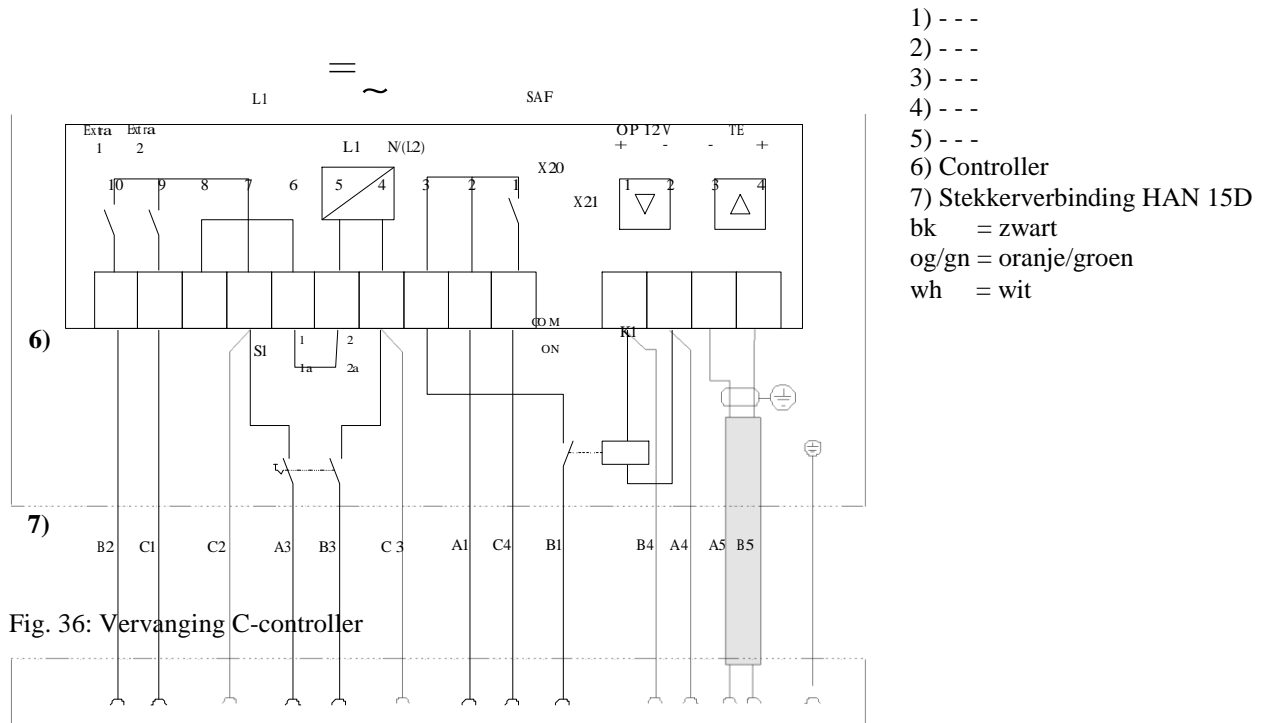 1) - - -
2) - - -
3) - - -
4) - - -
5) - - -
6) Controller
7) Stekkerverbinding HAN 15D
bk = zwart
og/gn = oranje/groen
wh = wit
= ~
L1 SAF
Extra Extra OP 12V TE
1 2 L1 N/(L2) + - - +
X20
10 9 8 7 6 5 4 3 2 1 1 2 3 4
X21
COM K1
6) S1 1 2 ON
1a 2a
7)
B2 C1 C2 A3 B3 C 3 A1 C4 B1 B4 A4 A5 B5
Fig. 36: Vervanging C-controller